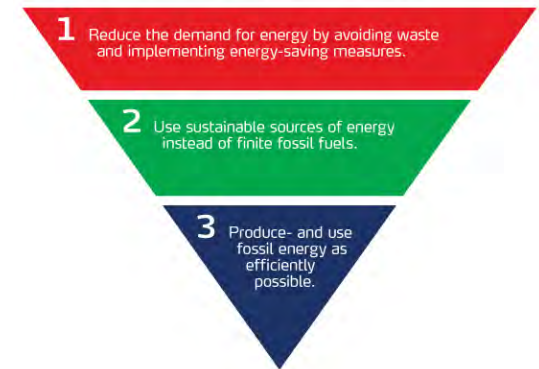 1 Reduce the demand for energy by avoiding waste
and implementing energy-saving measures.
2 Use sustainable sources of energy
instead of finite fossil fuels.
3 Produce- and use
fossil energy as
efficiently
possible.